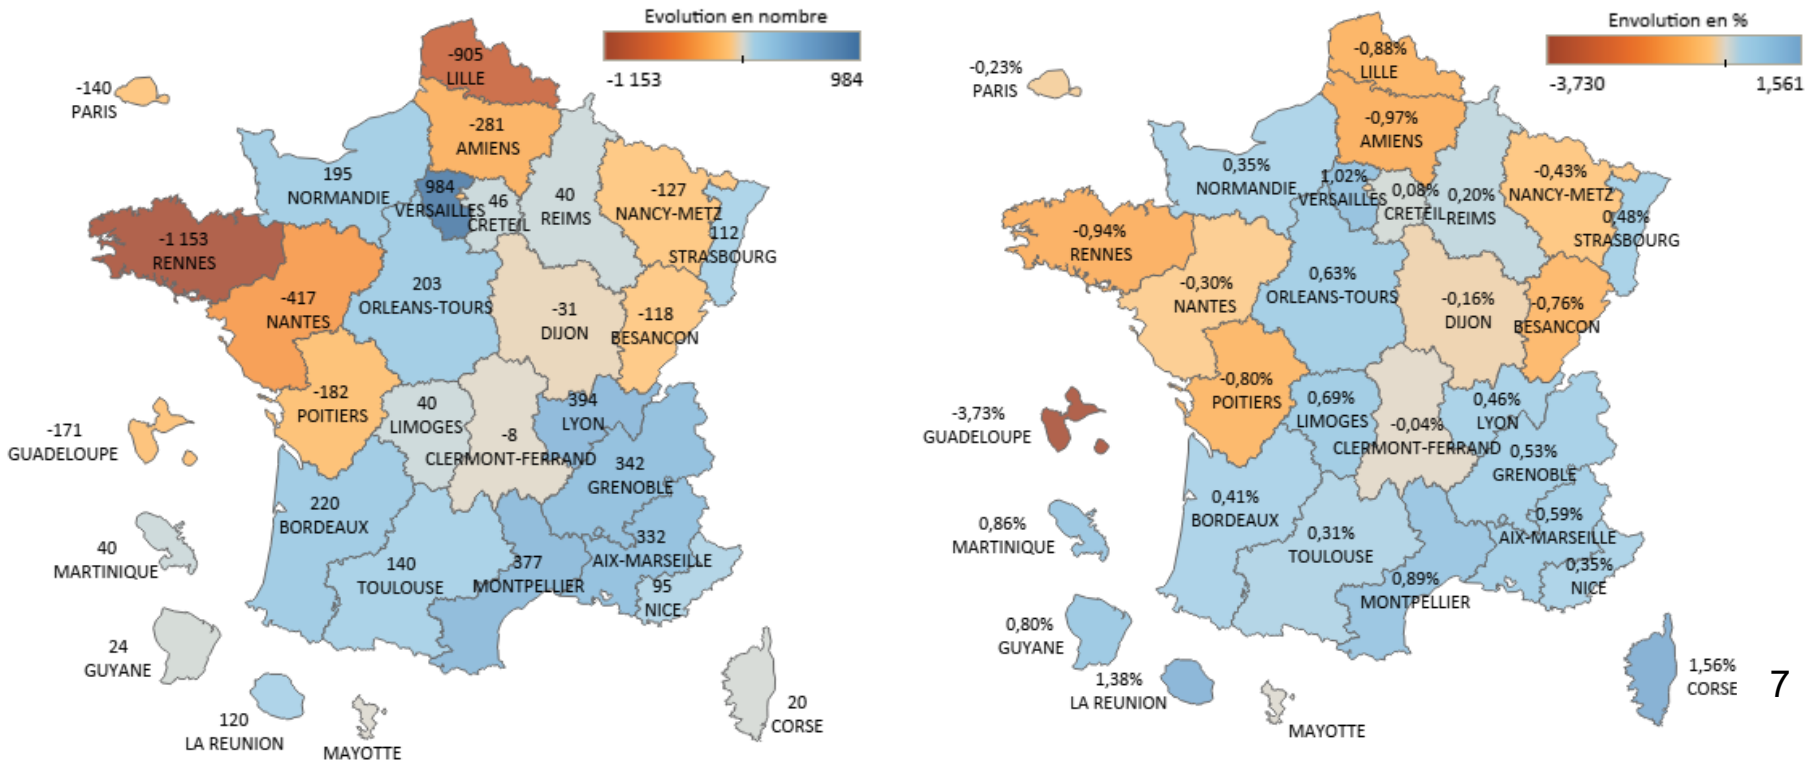 Evolution en nombre
-1 153
984
-905
LILLE
-140
PARIS
-281
AMIENS
195
NORMANDIE
984
VERSAILLES
46
CRETEIL
40
REIMS
-127
NANCY-METZ
112
STRASBOURG
-1 153
RENNES
-417
NANTES
203
ORLEANS-TOURS
-31
DIJON
-118
BESANCON
-182
POITIERS
40
LIMOGES
-8
CLERMONT-FERRAND
394
LYON
342
GRENOBLE
-171
GUADELOUPE
220
BORDEAUX
140
TOULOUSE
377
MONTPELLIER
332
AIX-MARSEILLE
95
NICE
40
MARTINIQUE
24
GUYANE
120
LA REUNION
MAYOTTE
20
CORSE
Envolution en %
-3,730
1,561
-0,88%
LILLE
-0,23%
PARIS
-0,97%
AMIENS
0,35%
NORMANDIE
1,02%
VERSAILLES
0,08%
CRETEIL
0,20%
REIMS
-0,43%
NANCY-METZ
0,48%
STRASBOURG
-0,94%
RENNES
-0,30%
NANTES
0,63%
ORLEANS-TOURS
-0,16%
DIJON
-0,76%
BESANCON
-0,80%
POITIERS
0,69%
LIMOGES
-0,04%
CLERMONT-FERRAND
0,46%
LYON
0,53%
GRENOBLE
-3,73%
GUADELOUPE
0,41%
BORDEAUX
0,31%
TOULOUSE
0,89%
MONTPELLIER
0,59%
AIX-MARSEILLE
0,35%
NICE
0,86%
MARTINIQUE
0,80%
GUYANE
1,38%
LA REUNION
MAYOTTE
1,56%
CORSE
7